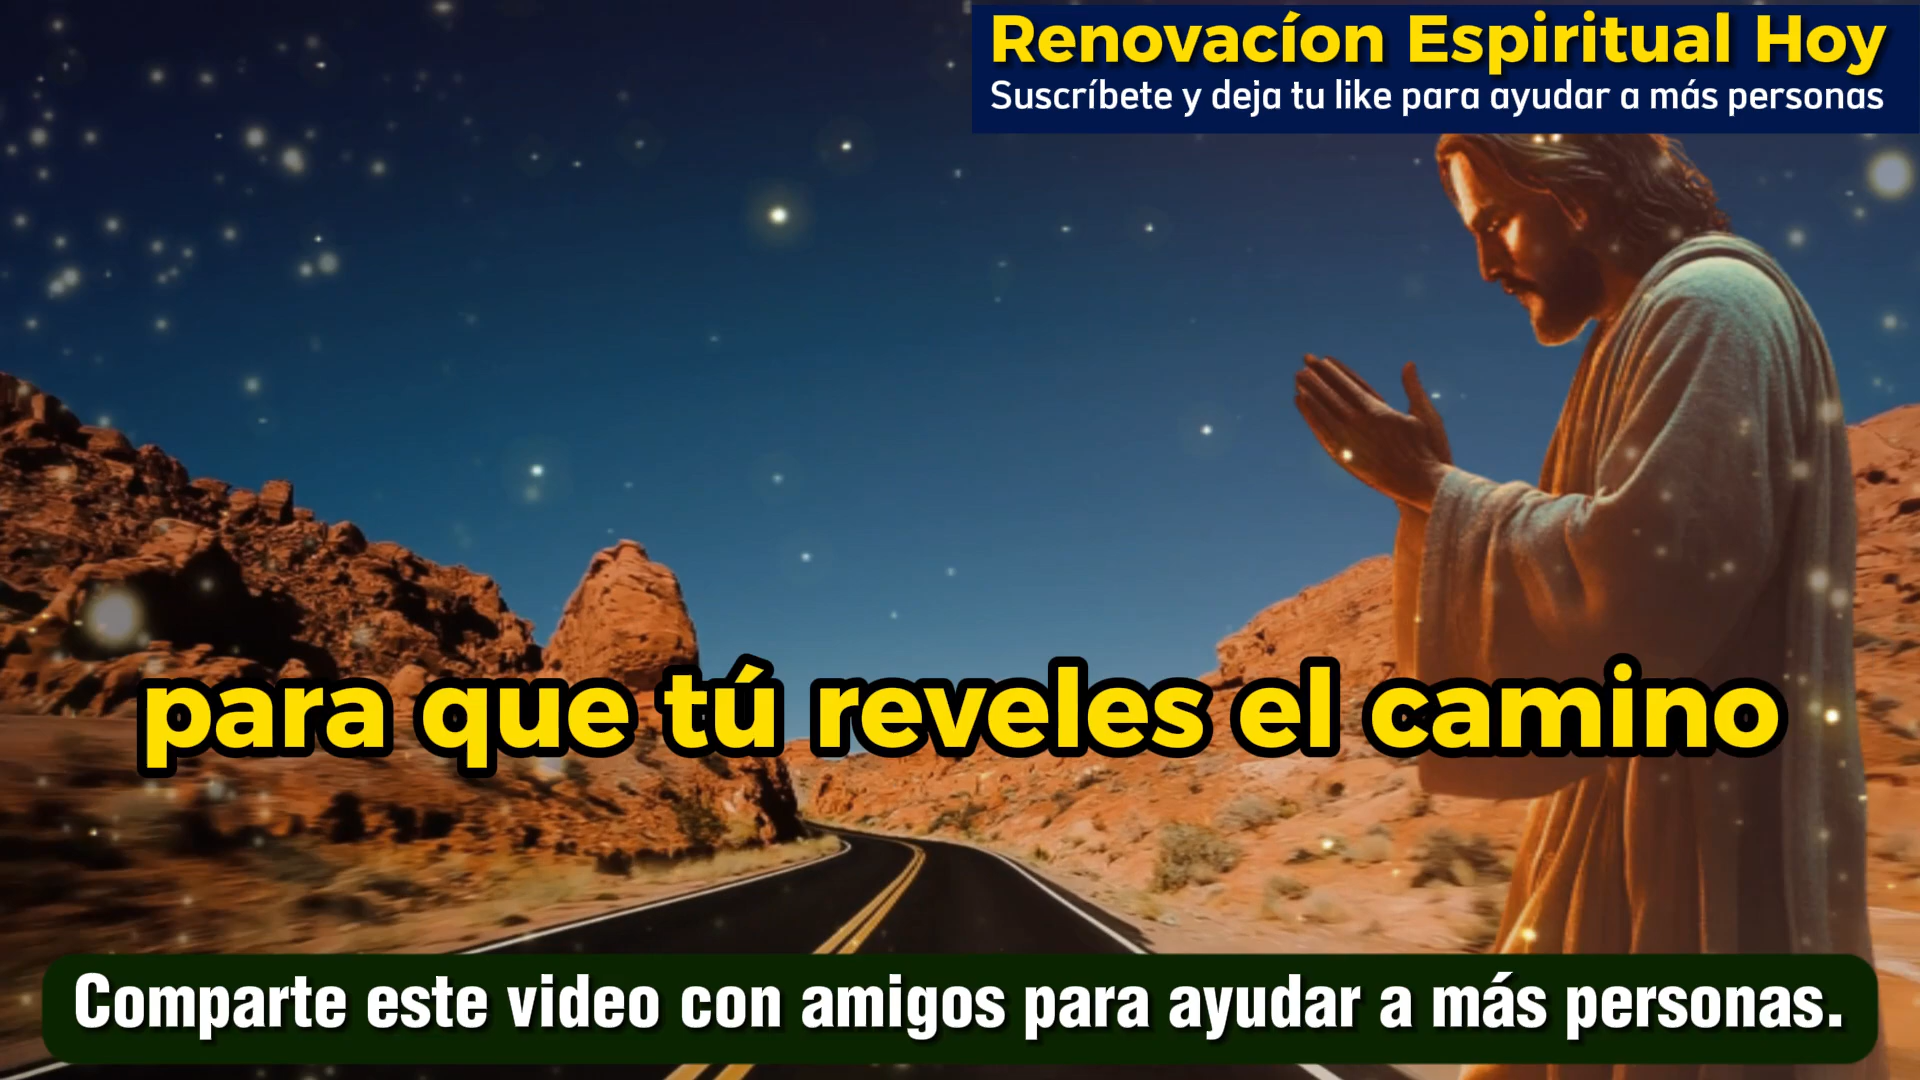 Renovacíon Espiritual Hoy
Suscríbete y deja tu like para ayudar a más personas
para que tú reveles el camino
Comparte este video con amigos para ayudar a más personas.